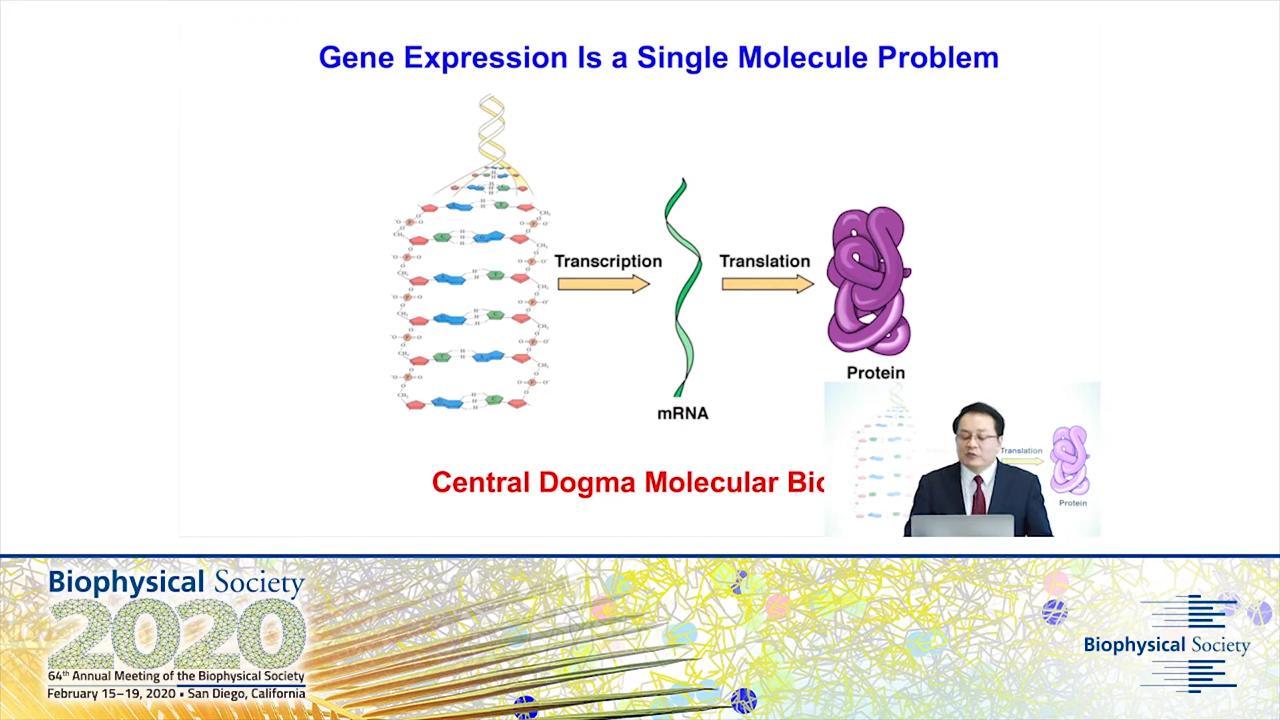 Gene Expression Is a Single Molecule Problem
Transcription
Translation
Protein
mRNA
Central Dogma Molecular Bio
Translation
Protein
Biophysical Society
2020
64th Annual Meeting of the Biophysical Society
February 15–19, 2020 • San Diego, California
Biophysical Society